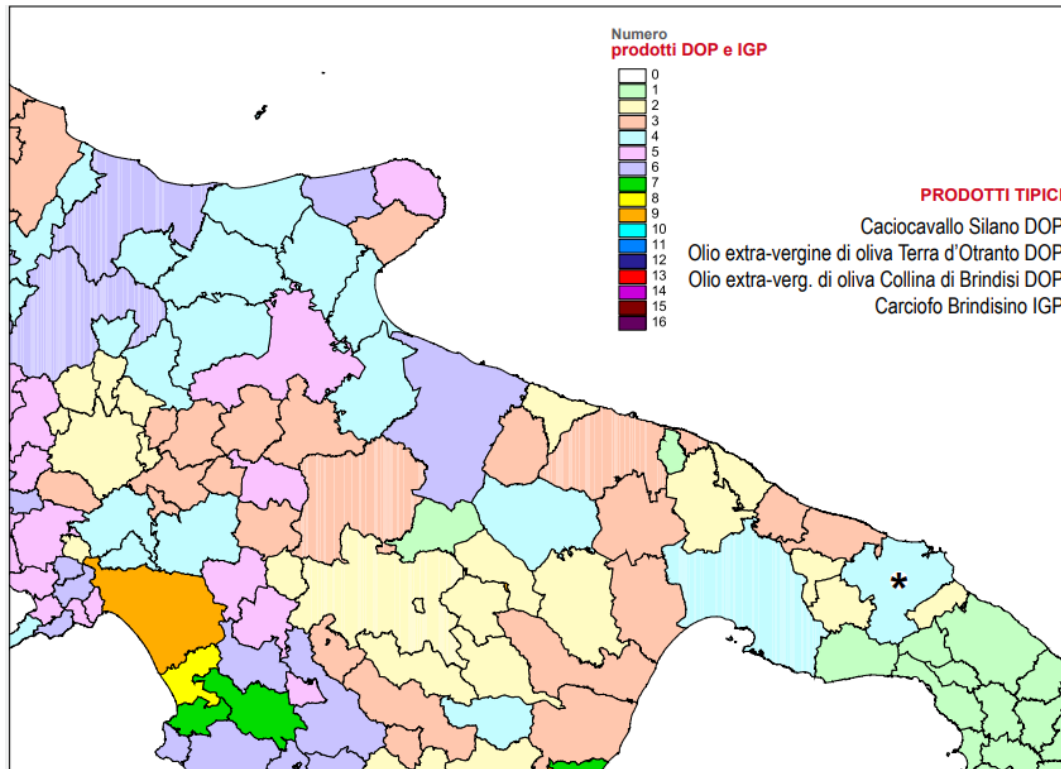 Numero
prodotti DOP e IGP
0
1
2
3
4
5
6
7
8
9
10
11
12
13
14
15
16
PRODOTTI TIPICI
Caciocavallo Silano DOP
Olio extra-vergine di oliva Terra d'Otranto DOP
Olio extra-verg. di oliva Collina di Brindisi DOP
Carciofo Brindisino IGP
*